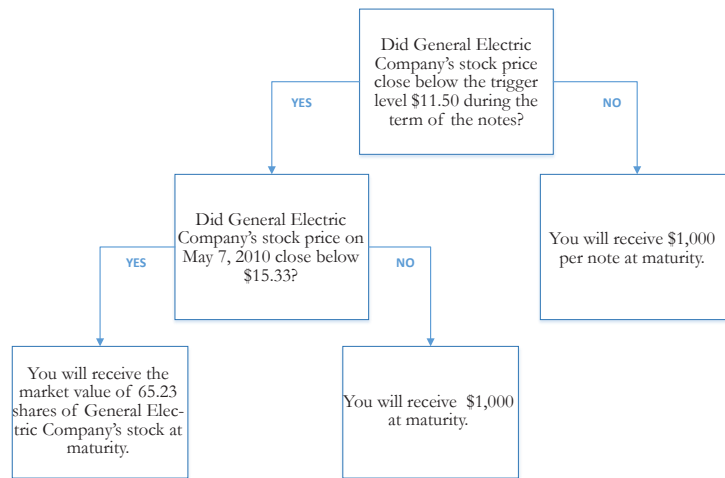 Did General Electric
Company's stock price
close below the trigger
level $11.50 during the
term of the notes?
YES
NO
Did General Electric
Company's stock price on
May 7, 2010 close below
$15.33?
You will receive $1,000
per note at maturity.
YES
NO
You will receive the
market value of 65.23
shares of General Elec-
tric Company's stock at
maturity.
You will receive $1,000
at maturity.